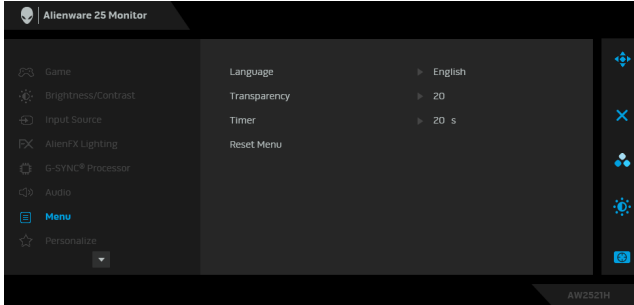 Alienware 25 Monitor
Game
Brightness/Contrast
Input Source
AlienFX Lighting
G-SYNC® Processor
Audio
Menu
Personalize
Language English
Transparency 20
Timer 20 s
Reset Menu
AW2521H